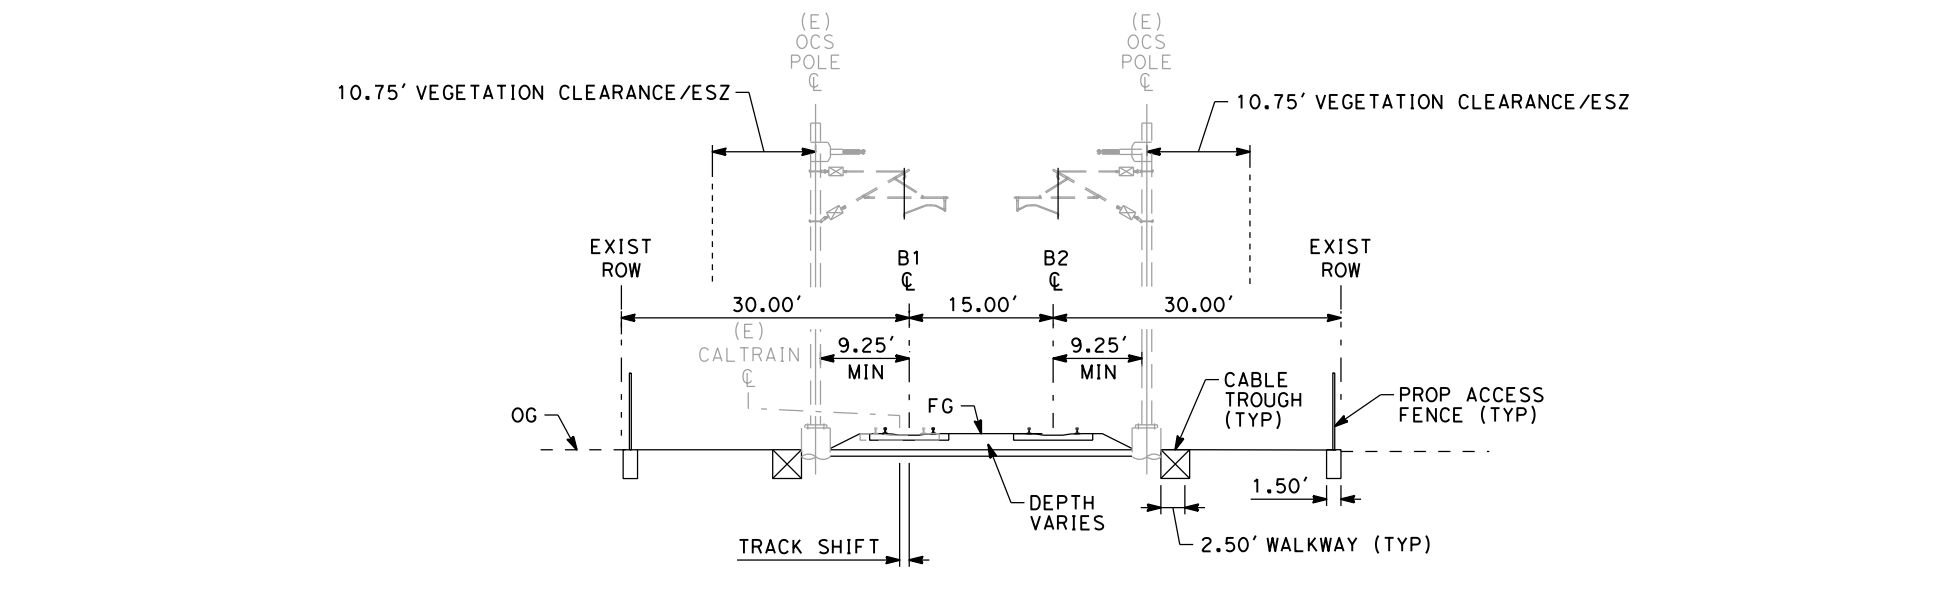 (E)
OCS
POLE
℄
(E)
OCS
POLE
℄
10.75' VEGETATION CLEARANCE/ESZ
10.75' VEGETATION CLEARANCE/ESZ
EXIST
ROW
B1
℄
B2
℄
EXIST
ROW
30.00'
15.00'
30.00'
(E)
CALTRAIN
℄
9.25'
MIN
9.25'
MIN
OG
FG
CABLE
TROUGH
(TYP)
PROP ACCESS
FENCE (TYP)
DEPTH
VARIES
1.50'
TRACK SHIFT
2.50' WALKWAY (TYP)